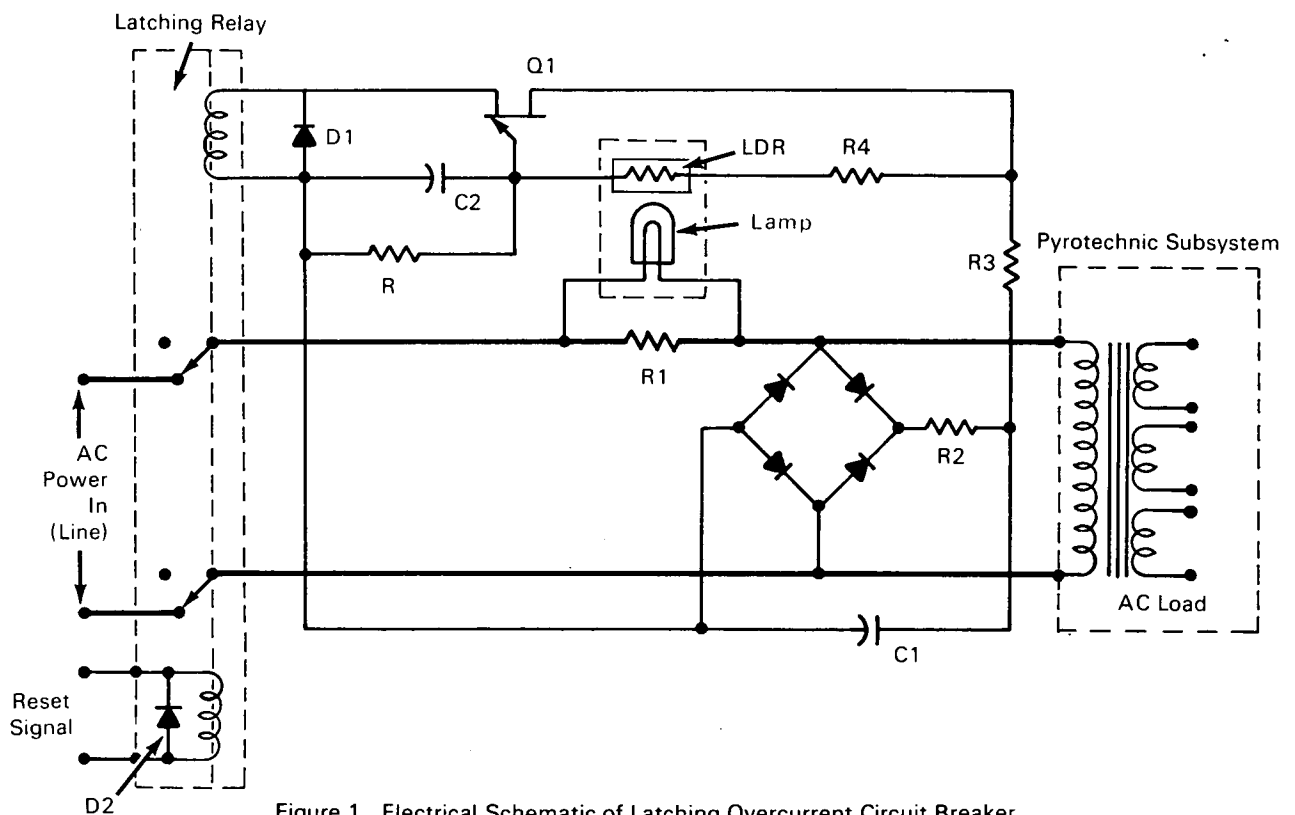 Latching Relay
Q1
D1
LDR
R4
C2
Lamp
R
R3
Pyrotechnic Subsystem
R1
AC
Power
In
(Line)
R2
AC Load
C1
Reset
Signal
D2
Figure 1. Electrical Schematic of Latching Overcurrent Circuit Breaker